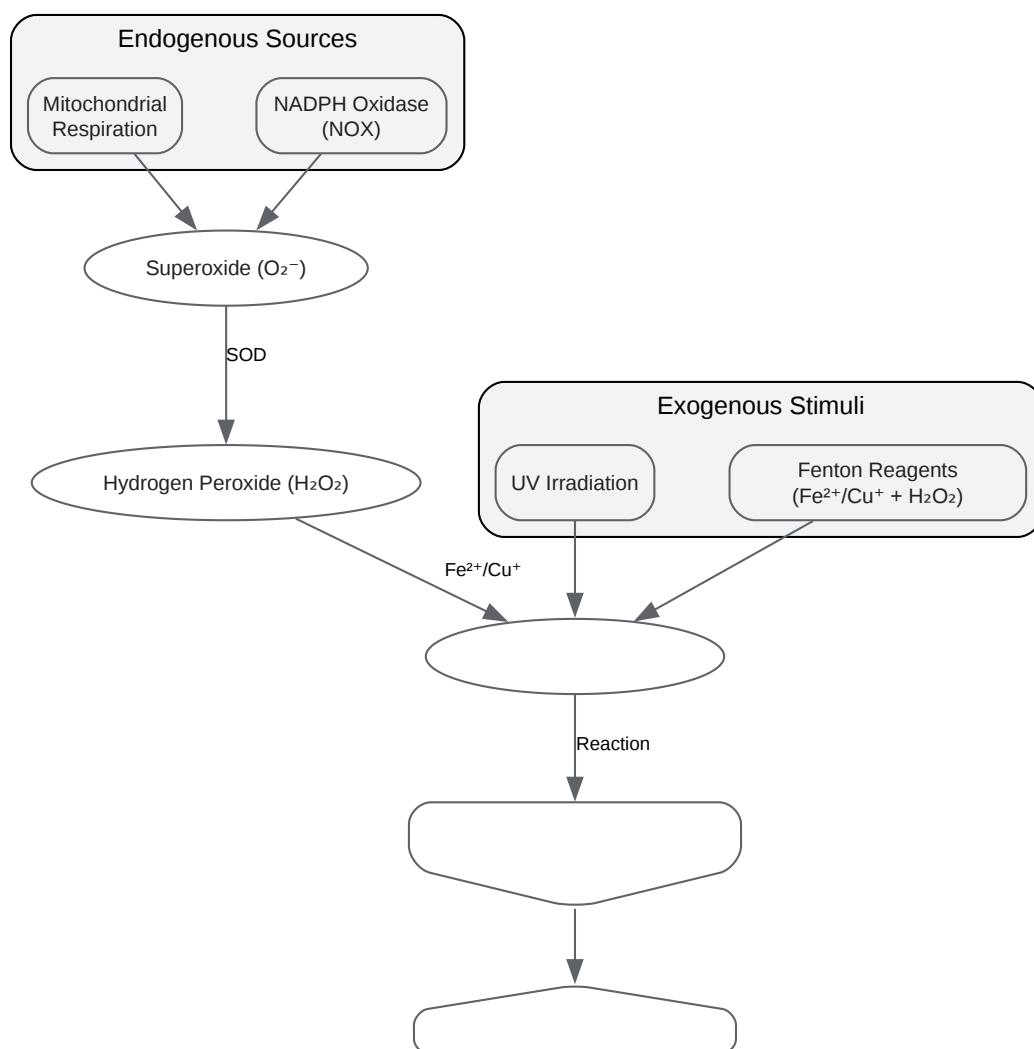 Endogenous Sources
Mitochondrial
Respiration
NADPH Oxidase
(NOX)
Superoxide (O₂⁻)
SOD
Exogenous Stimuli
Hydrogen Peroxide (H₂O₂)
UV Irradiation
Fenton Reagents
(Fe²⁺/Cu⁺ + H₂O₂)
Fe²⁺/Cu⁺
Reaction